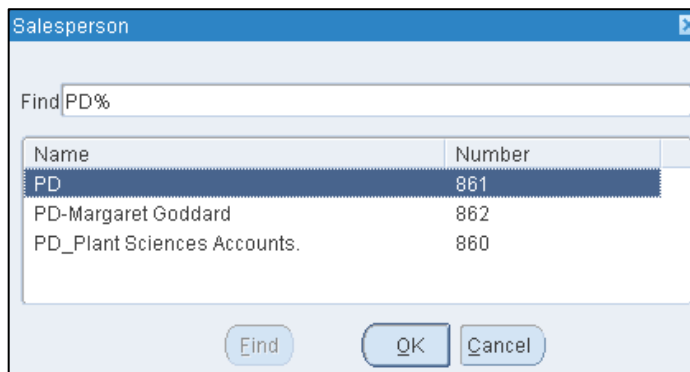 Salesperson
Find PD%
Name Number
PD 861
PD-Margaret Goddard 862
PD_Plant Sciences Accounts. 860
Find OK Cancel